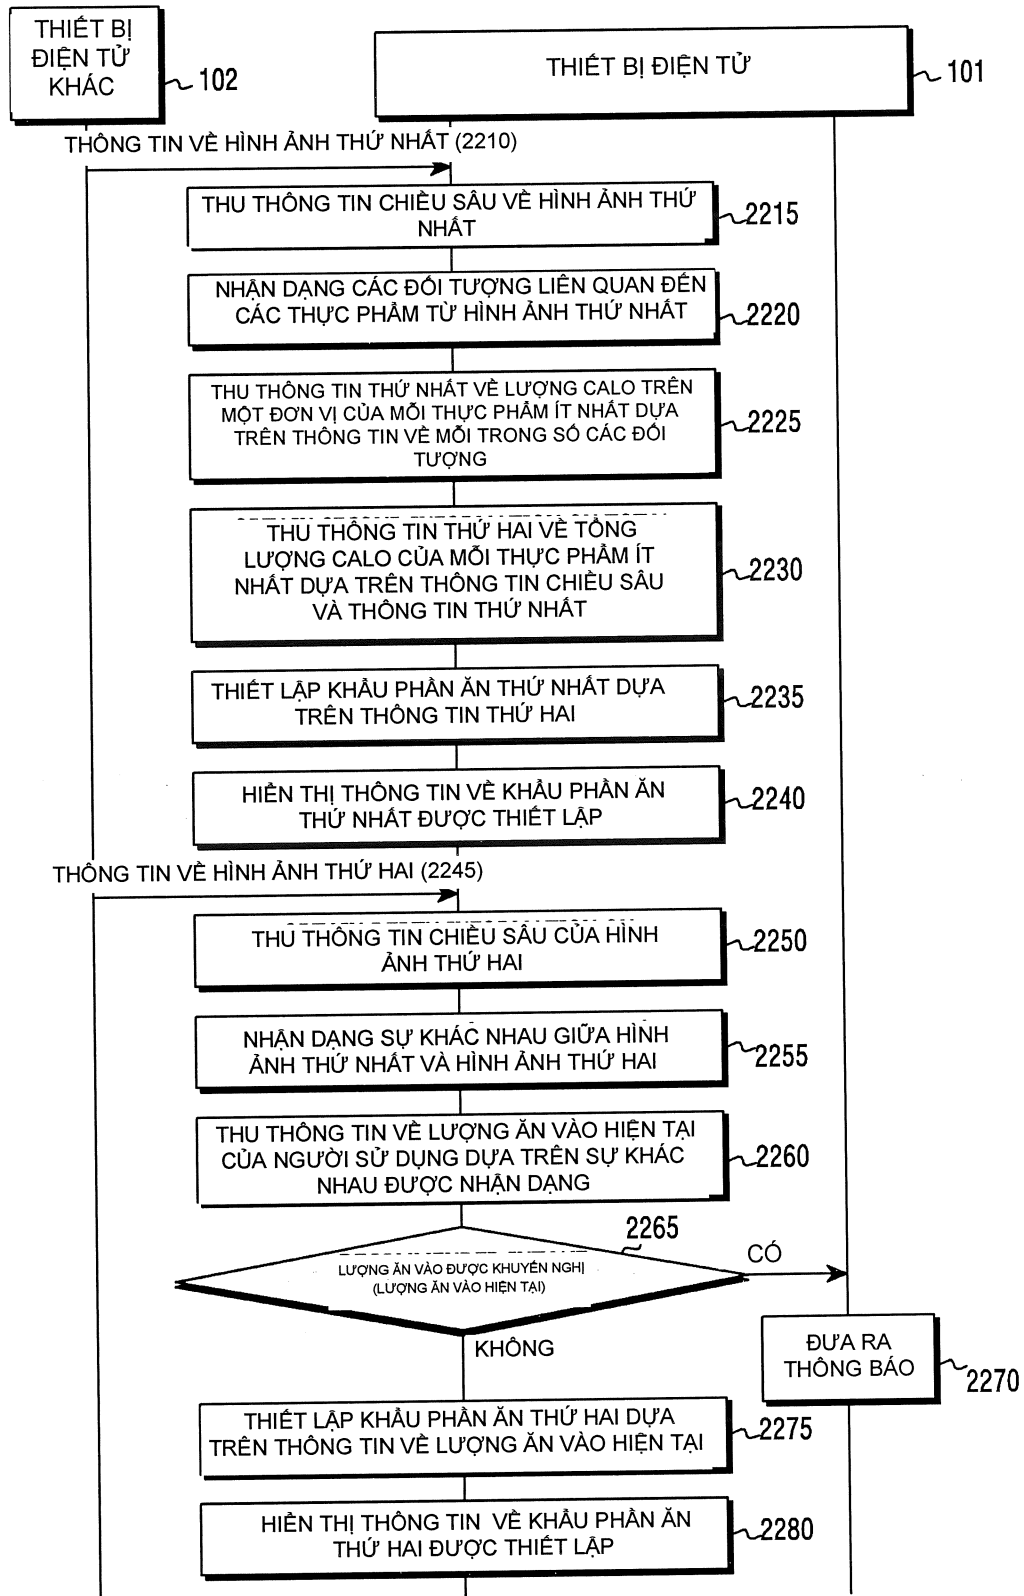 THIẾT BỊ
ĐIỆN TỬ
KHÁC
102
THIẾT BỊ ĐIỆN TỬ
101
THÔNG TIN VỀ HÌNH ẢNH THỨ NHẤT (2210)
THU THÔNG TIN CHIỀU SÂU VỀ HÌNH ẢNH THỨ
NHẤT
2215
NHẬN DẠNG CÁC ĐỐI TƯỢNG LIÊN QUAN ĐẾN
CÁC THỰC PHẨM TỪ HÌNH ẢNH THỨ NHẤT
2220
THU THÔNG TIN THỨ NHẤT VỀ LƯỢNG CALO TRÊN
MỘT ĐƠN VỊ CỦA MỖI THỰC PHẨM ÍT NHẤT DỰA
TRÊN THÔNG TIN VỀ MỖI TRONG SỐ CÁC ĐỐI
TƯỢNG
2225
THU THÔNG TIN THỨ HAI VỀ TỔNG
LƯỢNG CALO CỦA MỖI THỰC PHẨM ÍT
NHẤT DỰA TRÊN THÔNG TIN CHIỀU SÂU
VÀ THÔNG TIN THỨ NHẤT
2230
THIẾT LẬP KHẨU PHẦN ĂN THỨ NHẤT DỰA
TRÊN THÔNG TIN THỨ HAI
2235
HIỂN THỊ THÔNG TIN VỀ KHẨU PHẦN ĂN
THỨ NHẤT ĐƯỢC THIẾT LẬP
2240
THÔNG TIN VỀ HÌNH ẢNH THỨ HAI (2245)
THU THÔNG TIN CHIỀU SÂU CỦA HÌNH
ẢNH THỨ HAI
2250
NHẬN DẠNG SỰ KHÁC NHAU GIỮA HÌNH
ẢNH THỨ NHẤT VÀ HÌNH ẢNH THỨ HAI
2255
THU THÔNG TIN VỀ LƯỢNG ĂN VÀO HIỆN TẠI
CỦA NGƯỜI SỬ DỤNG DỰA TRÊN SỰ KHÁC
NHAU ĐƯỢC NHẬN DẠNG
2260
2265
LƯỢNG ĂN VÀO ĐƯỢC KHUYẾN NGHỊ
(LƯỢNG ĂN VÀO HIỆN TẠI)
CÓ
KHÔNG
ĐƯA RA
THÔNG BÁO
2270
THIẾT LẬP KHẨU PHẦN ĂN THỨ HAI DỰA
TRÊN THÔNG TIN VỀ LƯỢNG ĂN VÀO HIỆN TẠI
2275
HIỂN THỊ THÔNG TIN VỀ KHẨU PHẦN ĂN
THỨ HAI ĐƯỢC THIẾT LẬP
2280